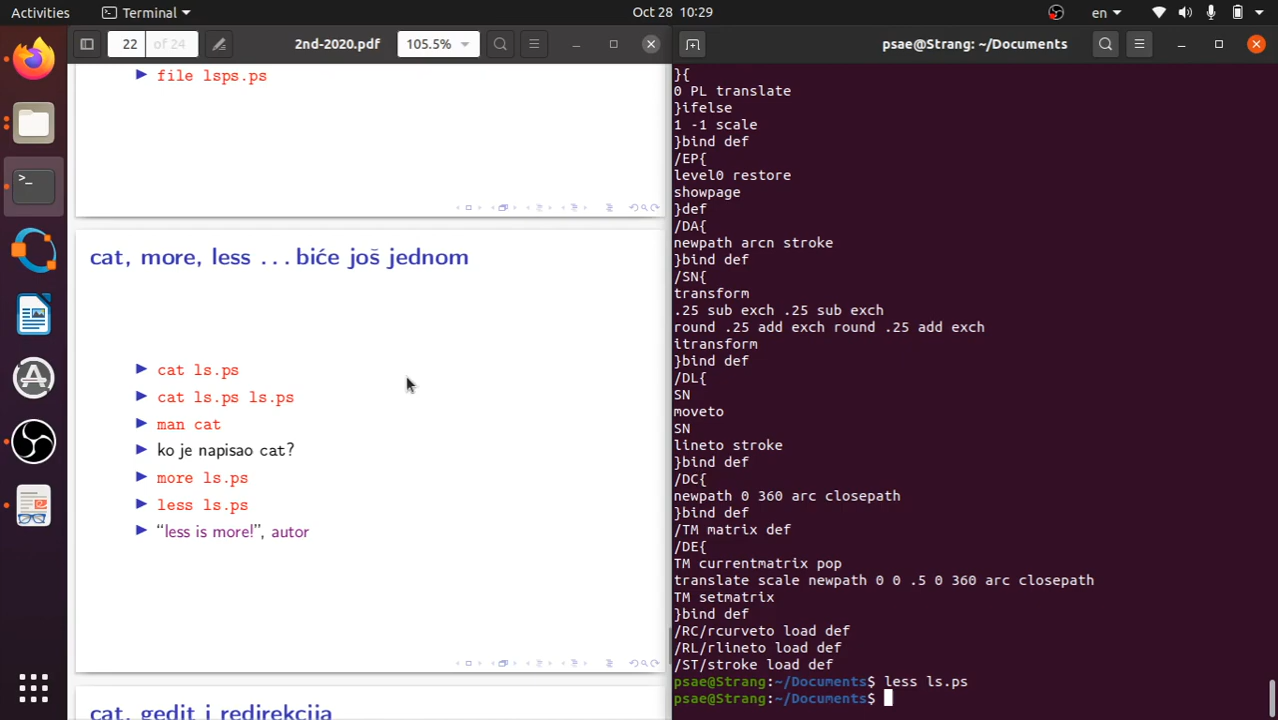 Activities
Terminal
Oct 28 10:29
en
22 of 24
2nd-2020.pdf
105.5%
file lsps.ps
cat, more, less . . . biće još jednom
cat ls.ps
cat ls.ps ls.ps
man cat
ko je napisao cat?
more ls.ps
less ls.ps
“less is more!”, autor
cat, gedit i redirekcija
psae@Strang: ~/Documents
}{
0 PL translate
}ifelse
1 -1 scale
}bind def
/EP{
level0 restore
showpage
}def
/DA{
newpath arcn stroke
}bind def
/SN{
transform
.25 sub exch .25 sub exch
round .25 add exch round .25 add exch
itransform
}bind def
/DL{
SN
moveto
SN
lineto stroke
}bind def
/DC{
newpath 0 360 arc closepath
}bind def
/TM matrix def
/DE{
TM currentmatrix pop
translate scale newpath 0 0 .5 0 360 arc closepath
TM setmatrix
}bind def
/RC/rcurveto load def
/RL/rlineto load def
/ST/stroke load def
psae@Strang:~/Documents$ less ls.ps
psae@Strang:~/Documents$